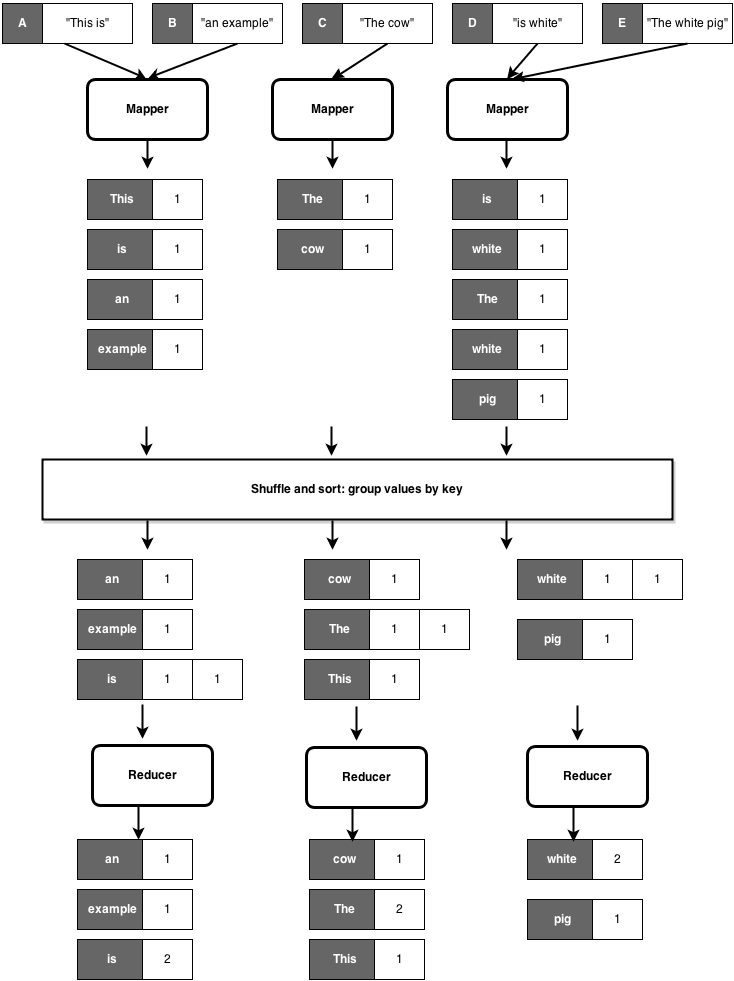 A "This is" B "an example" C "The cow" D "is white" E "The white pig"
Mapper Mapper Mapper
This 1 The 1 is 1
is 1 cow 1 white 1
an 1 The 1
example 1 white 1
pig 1
Shuffle and sort: group values by key
an 1 cow 1 white 1 1
example 1 The 1 1 pig 1
is 1 1 This 1
Reducer Reducer Reducer
an 1 cow 1 white 2
example 1 The 2 pig 1
is 2 This 1